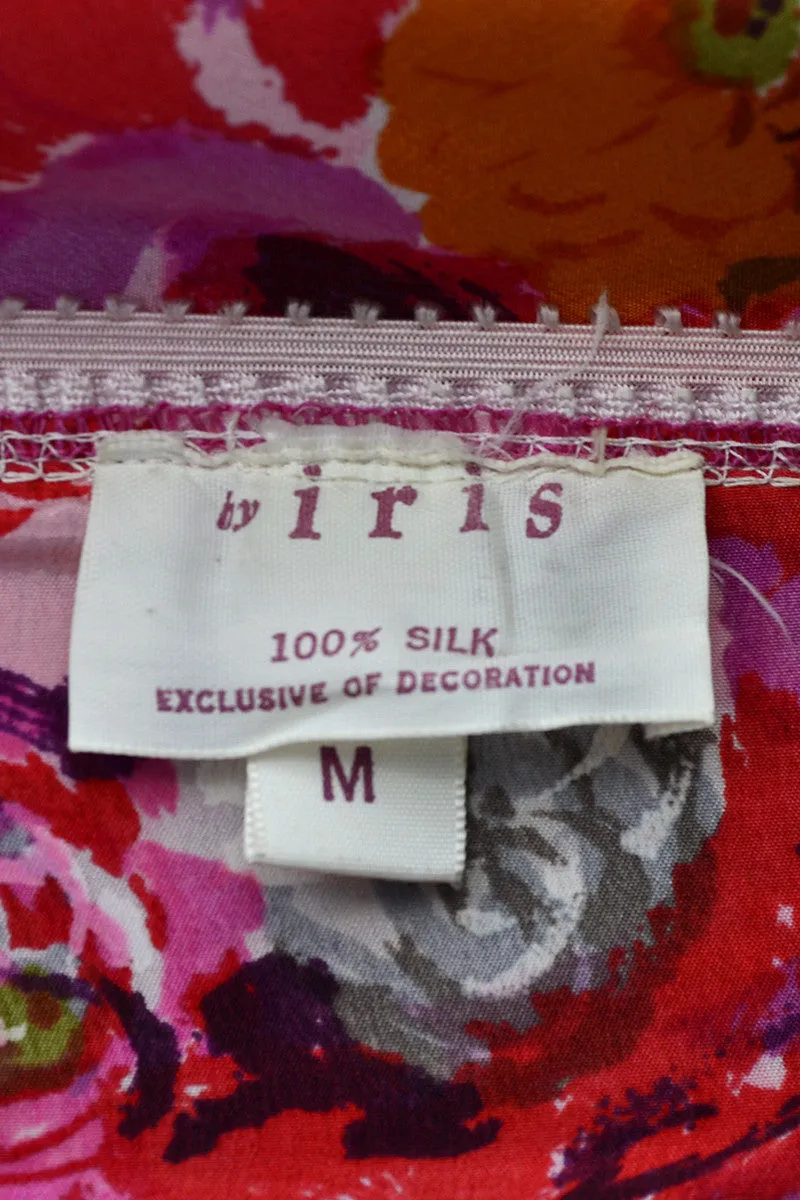 by iris
100% SILK
EXCLUSIVE OF DECORATION
M